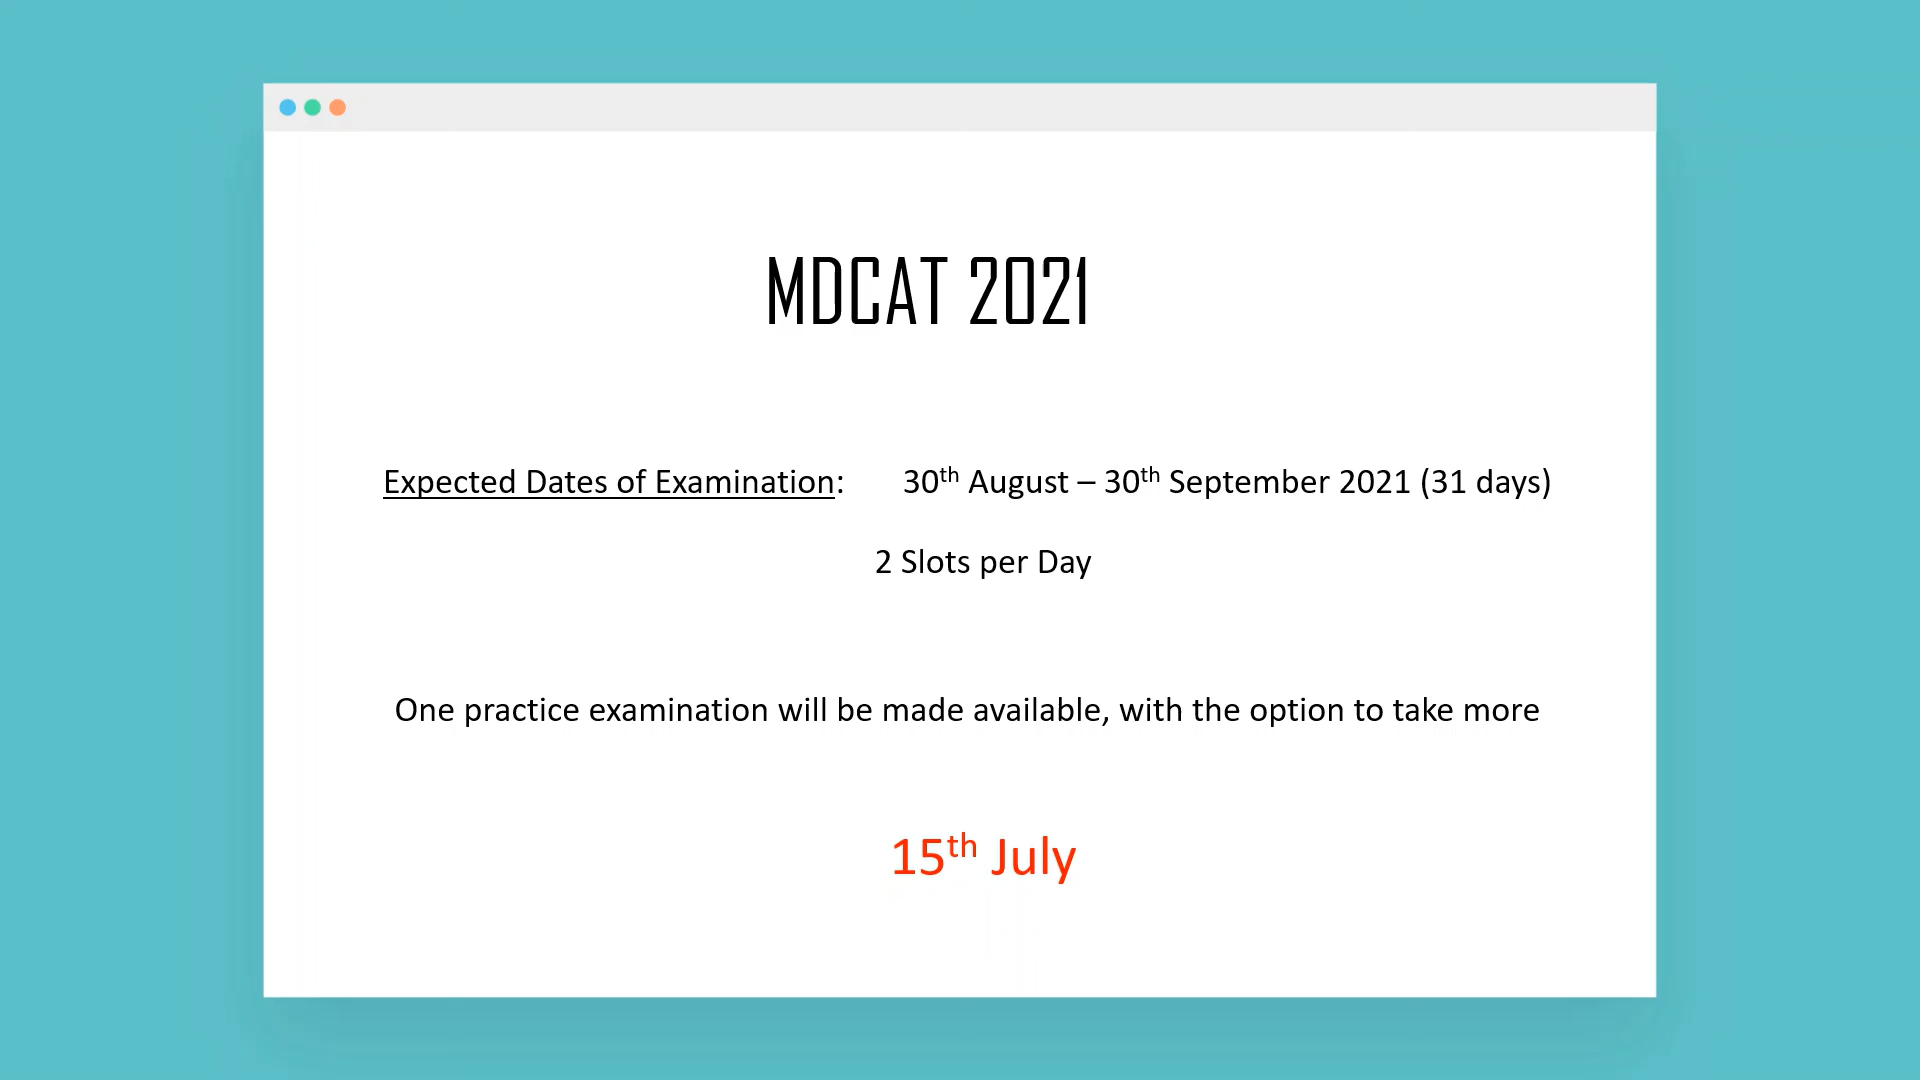 MDCAT 2021
Expected Dates of Examination: 30th August – 30th September 2021 (31 days)
2 Slots per Day
One practice examination will be made available, with the option to take more
15th July